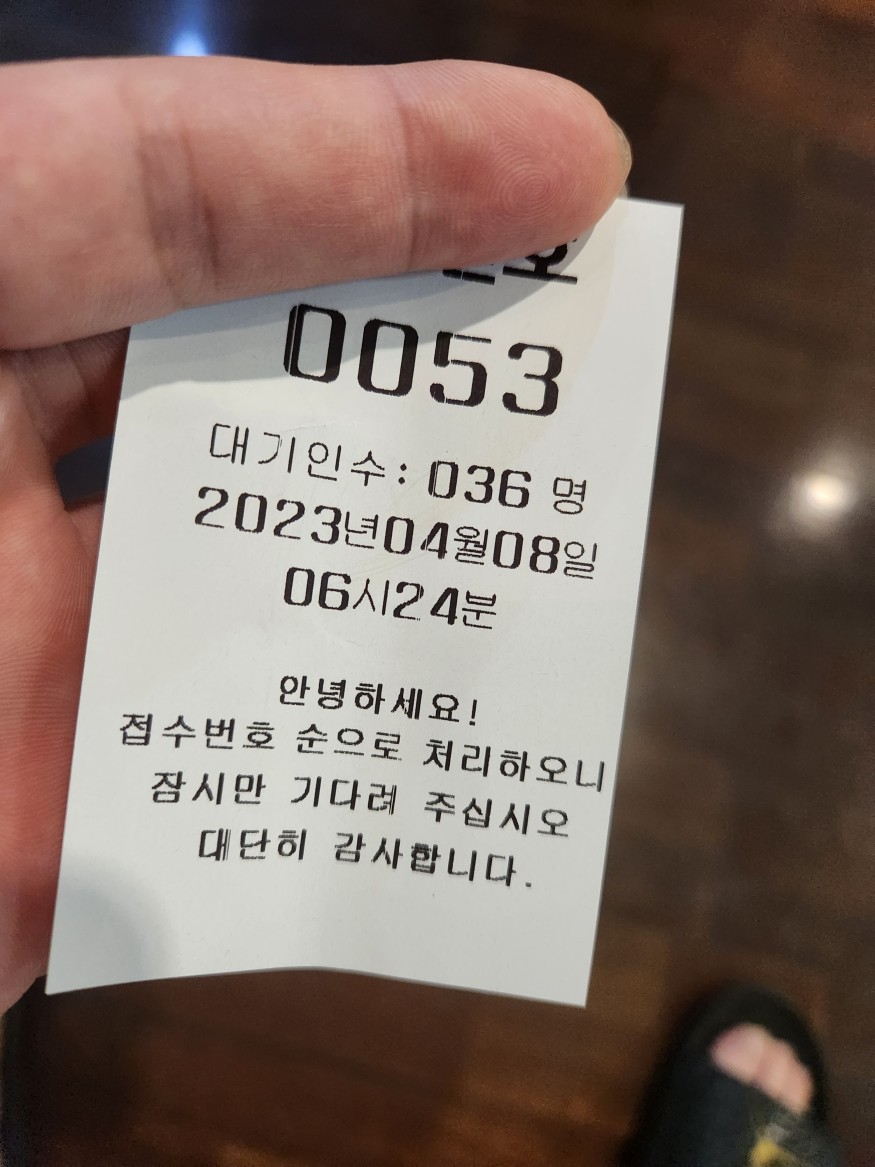 0053
대기인수: 036 명
2023년04월08일
06시24분
안녕하세요!
접수번호 순으로 처리하오니
잠시만 기다려 주십시오
대단히 감사합니다.